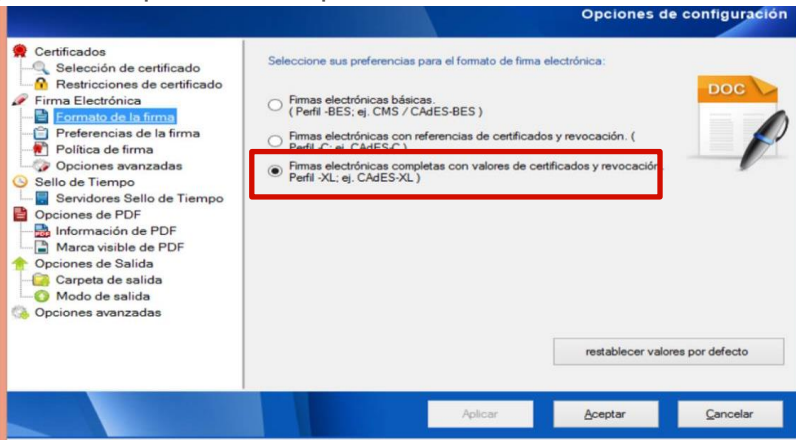 Opciones de configuración
Certificados
Selección de certificado
Restricciones de certificado
Firma Electrónica
Formato de la firma
Preferencias de la firma
Política de firma
Opciones avanzadas
Sello de Tiempo
Servidores Sello de Tiempo
Opciones de PDF
Información de PDF
Marca visible de PDF
Opciones de Salida
Carpeta de salida
Modo de salida
Opciones avanzadas
Seleccione sus preferencias para el formato de firma electrónica:
Firmas electrónicas básicas.
( Perfil -BES; ej. CMS / CAdES-BES )
Firmas electrónicas con referencias de certificados y revocación. (
Perfil -C; ej. CAdES-C )
Firmas electrónicas completas con valores de certificados y revocación
Perfil -XL; ej. CAdES-XL )
DOC
restablecer valores por defecto
Aplicar
Aceptar
Cancelar